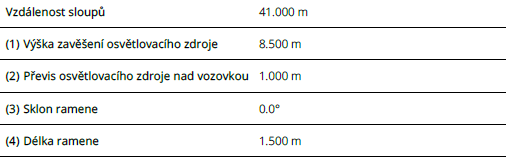 Vzdálenost sloupů 41.000 m
(1) Výška zavěšení osvětlovacího zdroje 8.500 m
(2) Převis osvětlovacího zdroje nad vozovkou 1.000 m
(3) Sklon ramene 0.0°
(4) Délka ramene 1.500 m